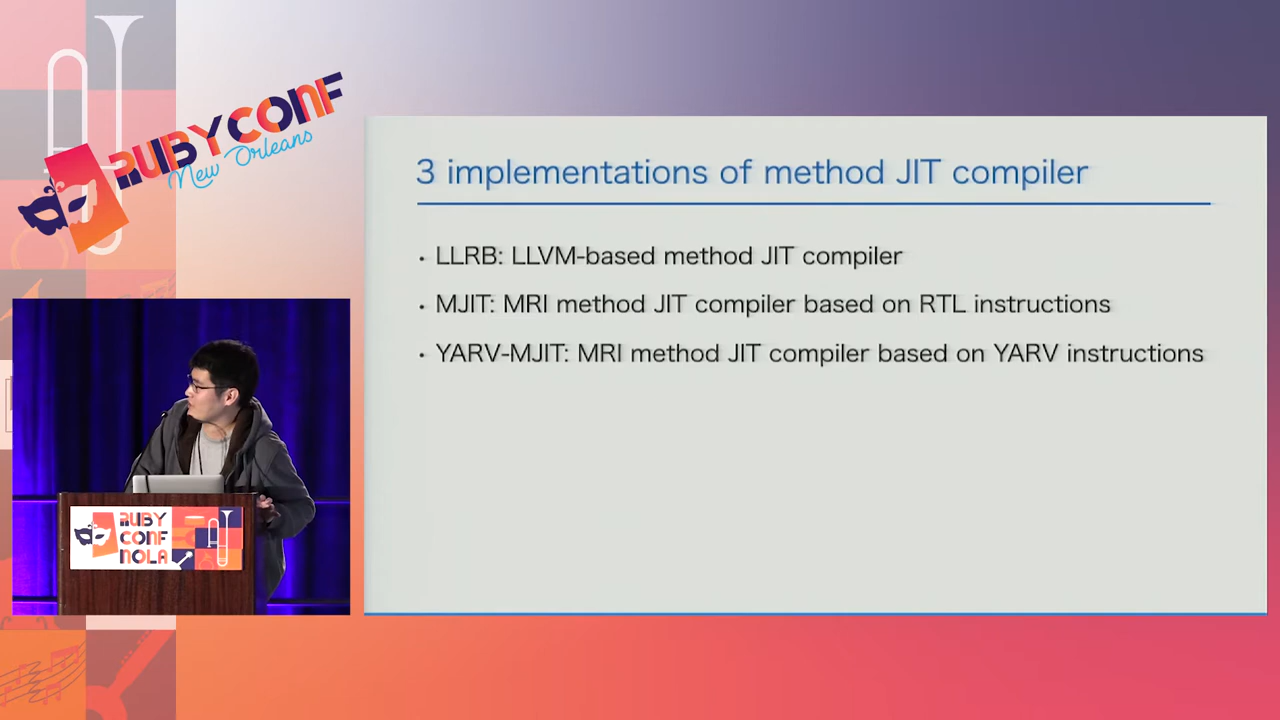 RUBYCONF
New Orleans
3 implementations of method JIT compiler
• LLRB: LLVM-based method JIT compiler
• MJIT: MRI method JIT compiler based on RTL instructions
• YARV-MJIT: MRI method JIT compiler based on YARV instructions
RUBY
CONF
NOLA